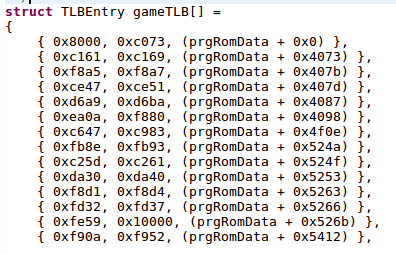 struct TLBEntry gameTLB[] =
{
{ 0x8000, 0xc073, (prgRomData + 0x0) },
{ 0xc161, 0xc169, (prgRomData + 0x4073) },
{ 0xf8a5, 0xf8a7, (prgRomData + 0x407b) },
{ 0xce47, 0xce51, (prgRomData + 0x407d) },
{ 0xd6a9, 0xd6ba, (prgRomData + 0x4087) },
{ 0xea0a, 0xf880, (prgRomData + 0x4098) },
{ 0xc647, 0xc983, (prgRomData + 0x4f0e) },
{ 0xfb8e, 0xfb93, (prgRomData + 0x524a) },
{ 0xc25d, 0xc261, (prgRomData + 0x524f) },
{ 0xda30, 0xda40, (prgRomData + 0x5253) },
{ 0xf8d1, 0xf8d4, (prgRomData + 0x5263) },
{ 0xfd32, 0xfd37, (prgRomData + 0x5266) },
{ 0xfe59, 0x10000, (prgRomData + 0x526b) },
{ 0xf90a, 0xf952, (prgRomData + 0x5412) },